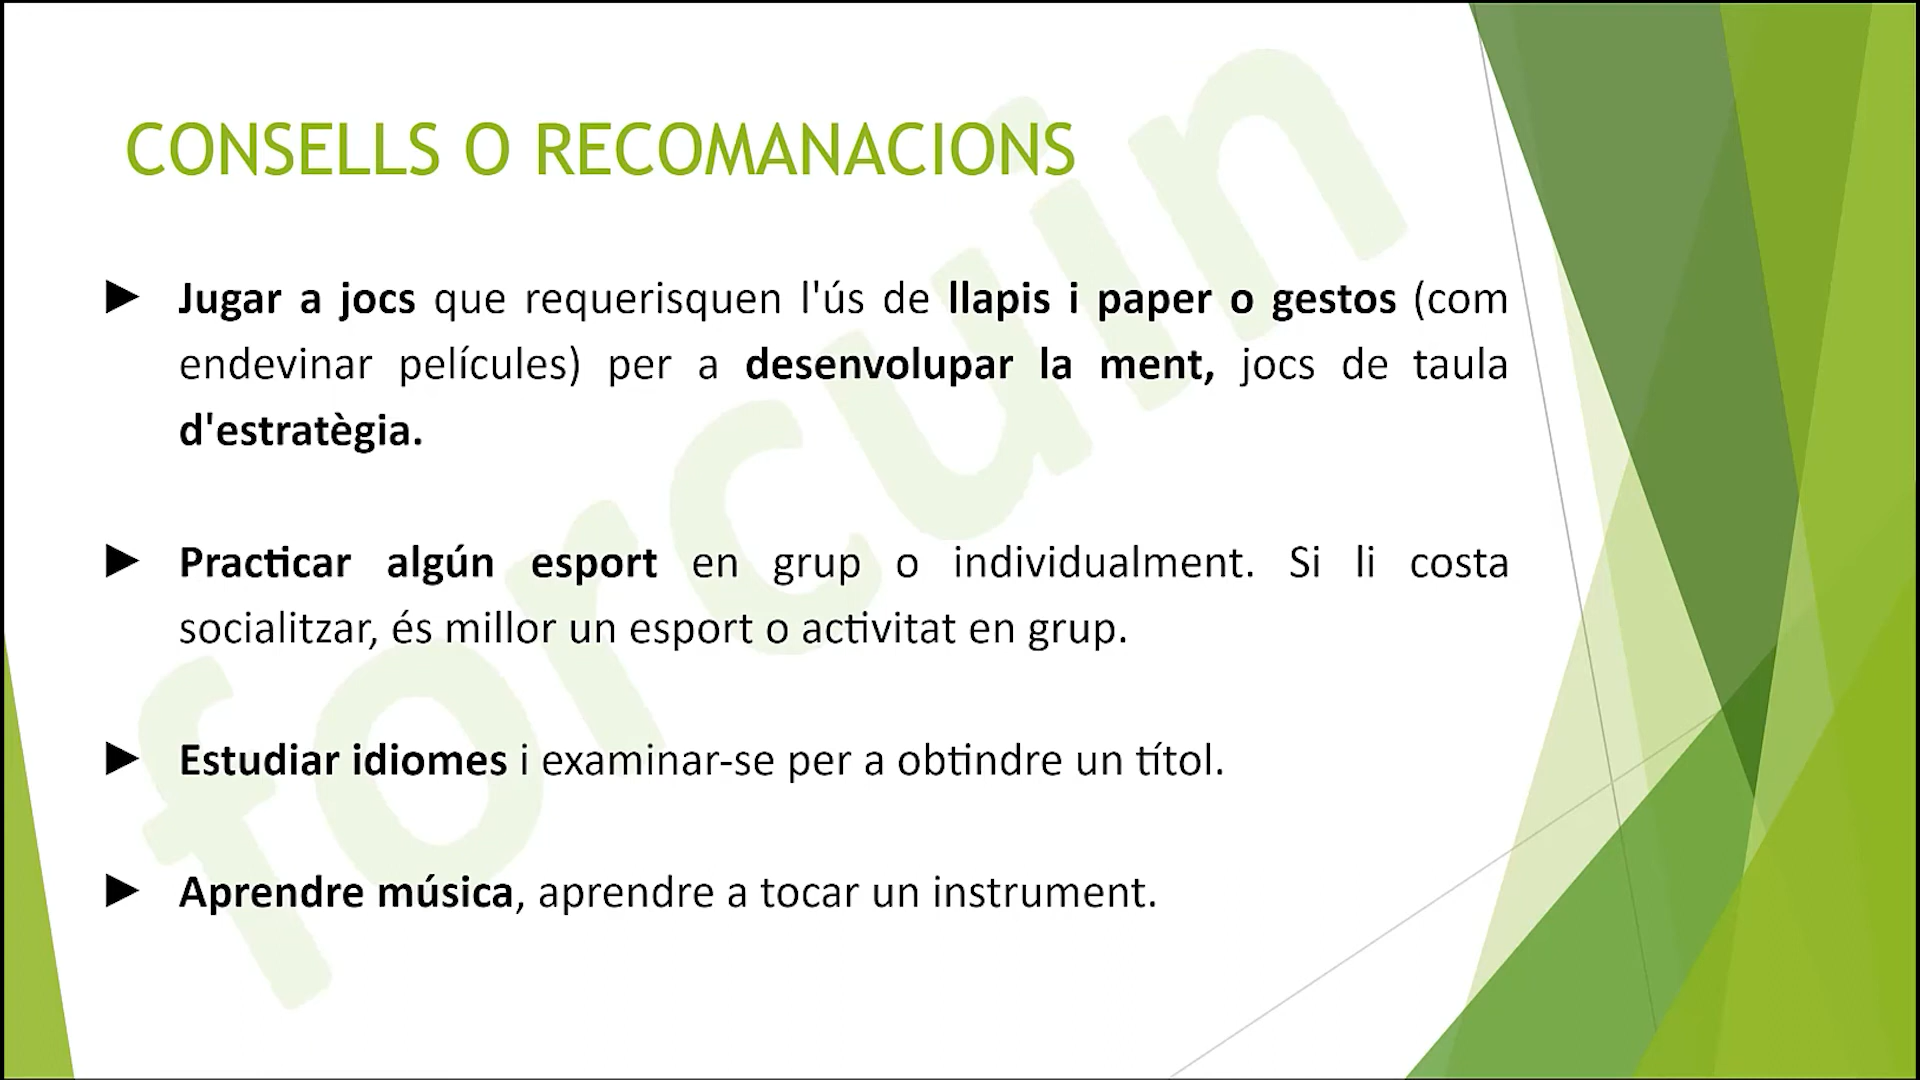 CONSELLS O RECOMANACIONS
Jugar a jocs que requerisquen l'ús de llapis i paper o gestos (com
endevinar películes) per a desenvolupar la ment, jocs de taula
d'estratègia.
Practicar algún esport en grup o individualment. Si li costa
socialitzar, és millor un esport o activitat en grup.
Estudiar idiomes i examinar-se per a obtindre un títol.
Aprendre música, aprendre a tocar un instrument.
forcuin